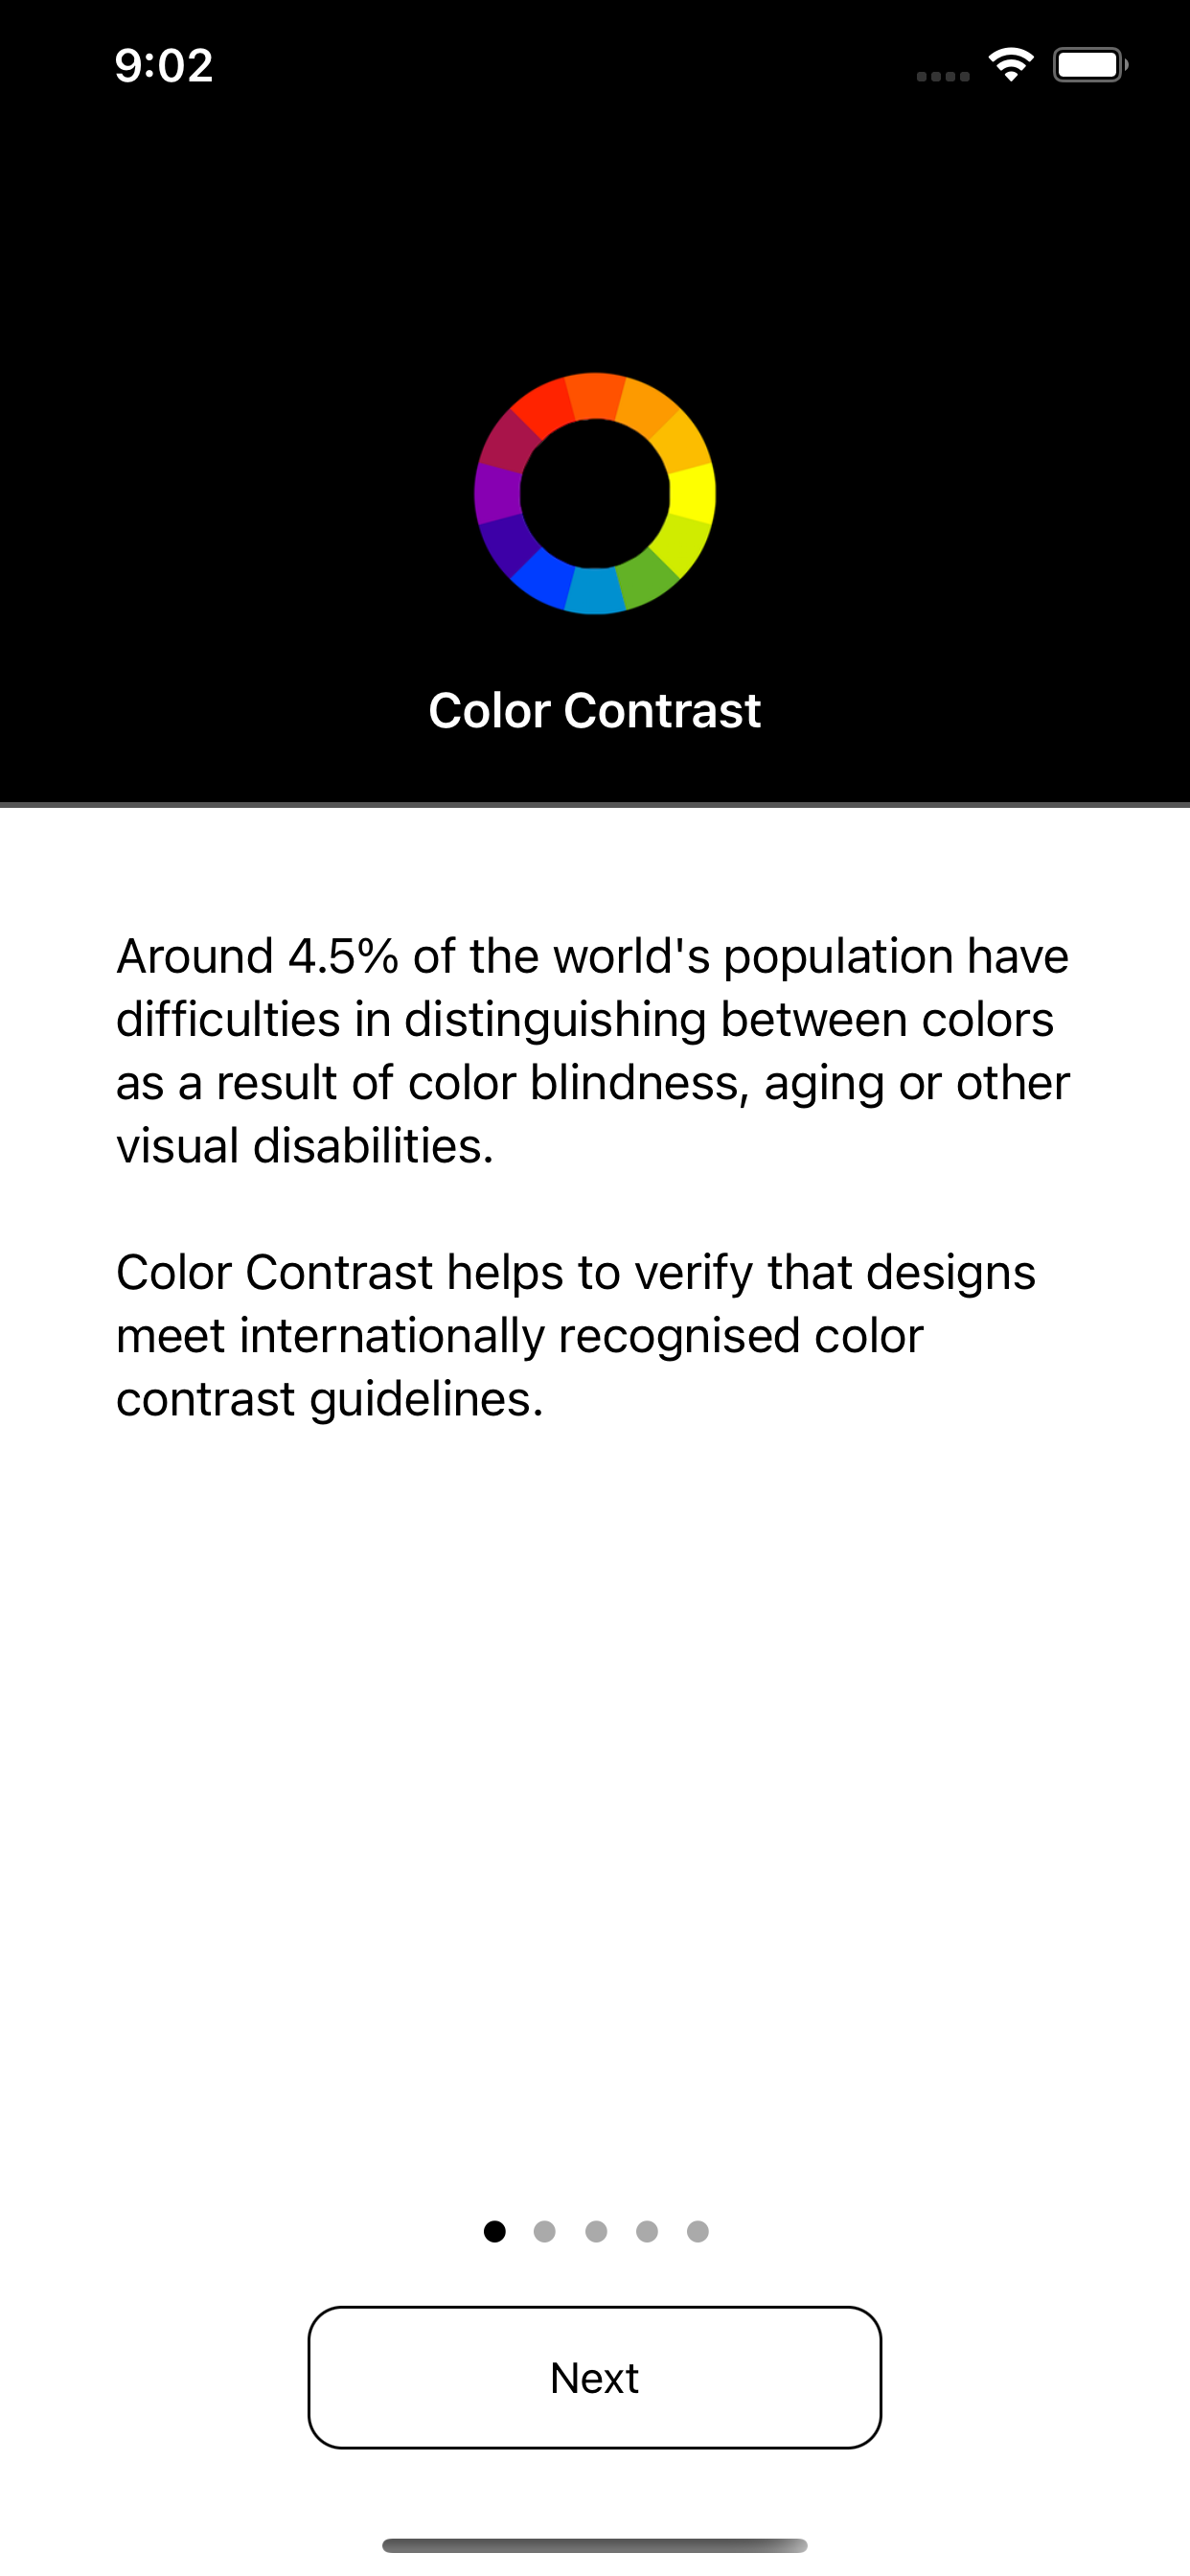 9:02
Color Contrast
Around 4.5% of the world's population have
difficulties in distinguishing between colors
as a result of color blindness, aging or other
visual disabilities.
Color Contrast helps to verify that designs
meet internationally recognised color
contrast guidelines.
Next